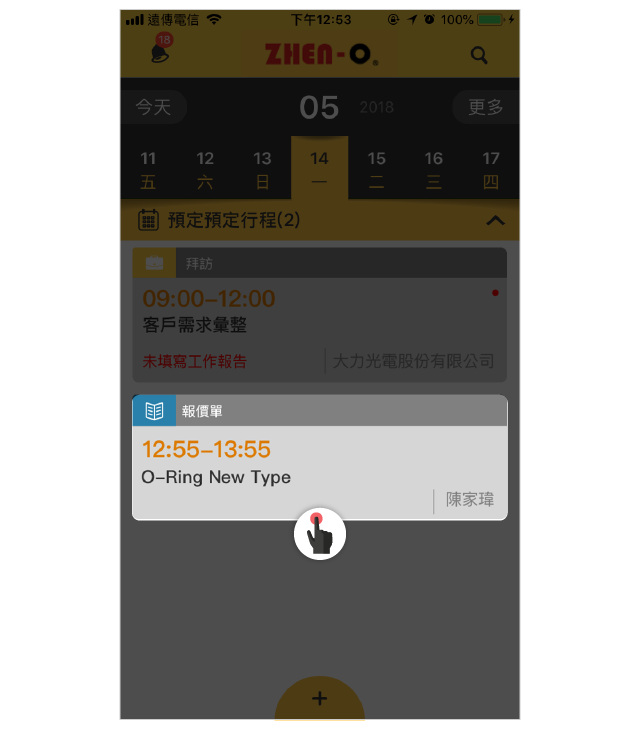 遠傳電信 下午12:53 100%
18 ZHEN-O
今天 05 2018 更多
11 12 13 14 15 16 17
五 六 日 一 二 三 四
預定預定行程(2)
拜訪
09:00-12:00
客戶需求彙整
未填寫工作報告 大力光電股份有限公司
報價單
12:55-13:55
O-Ring New Type
陳家瑋
+